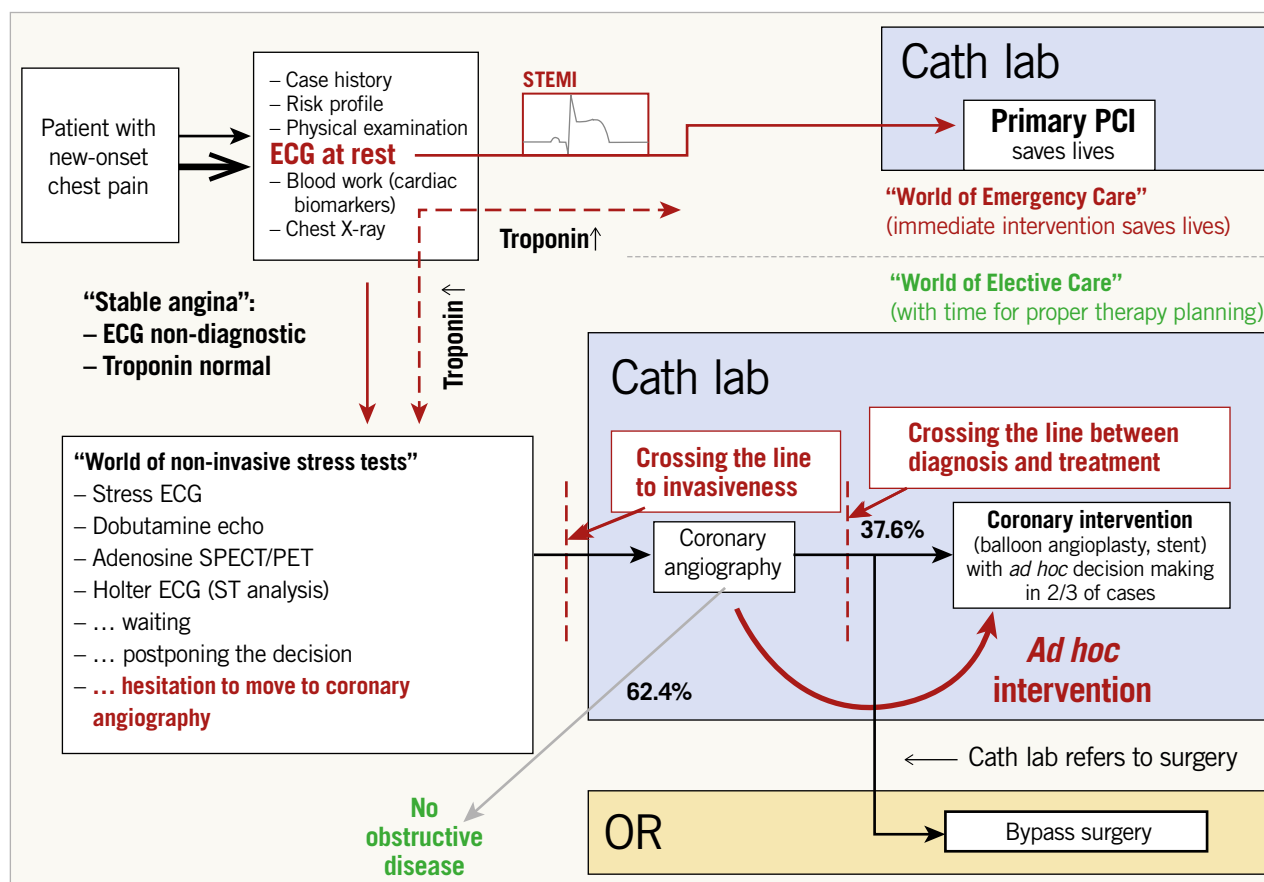 Patient with
new-onset
chest pain
– Case history
– Risk profile
– Physical examination
ECG at rest
– Blood work (cardiac
biomarkers)
– Chest X-ray
STEMI
Cath lab
Primary PCI
saves lives
“World of Emergency Care”
(immediate intervention saves lives)
Troponin↑
“World of Elective Care”
(with time for proper therapy planning)
“Stable angina”:
– ECG non-diagnostic
– Troponin normal
Troponin↑
Cath lab
“World of non-invasive stress tests”
– Stress ECG
– Dobutamine echo
– Adenosine SPECT/PET
– Holter ECG (ST analysis)
– … waiting
– … postponing the decision
– … hesitation to move to coronary
angiography
Crossing the line
to invasiveness
Crossing the line between
diagnosis and treatment
Coronary
angiography
37.6%
Coronary intervention
(balloon angioplasty, stent)
with ad hoc decision making
in 2/3 of cases
62.4%
Ad hoc
intervention
Cath lab refers to surgery
No
obstructive
disease
OR
Bypass surgery